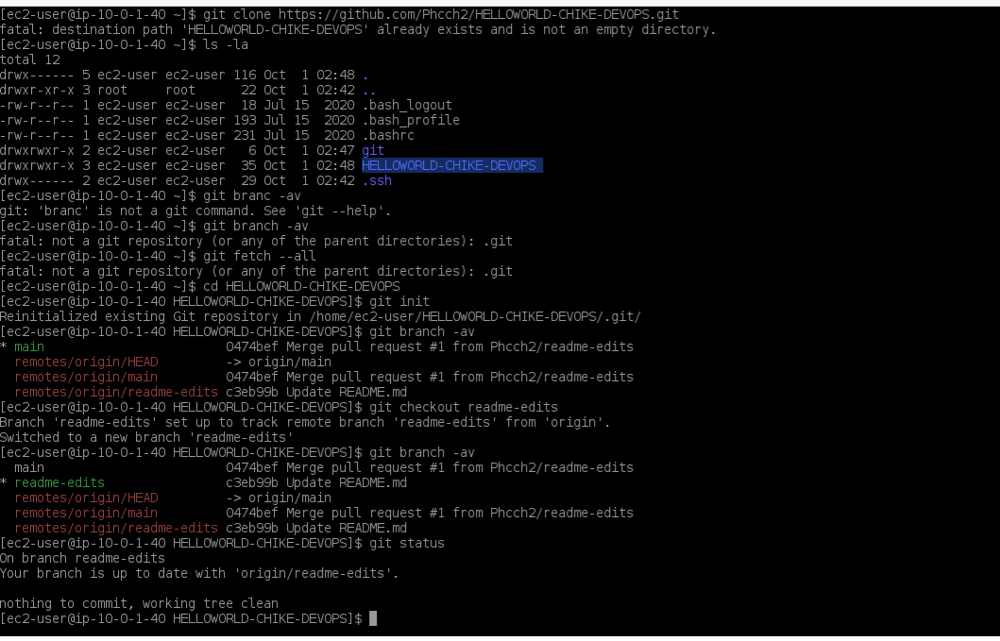 [ec2-user@ip-10-0-1-40 ~]$ git clone https://github.com/Phcch2/HELLOWORLD-CHIKE-DEVOPS.git
fatal: destination path 'HELLOWORLD-CHIKE-DEVOPS' already exists and is not an empty directory.
[ec2-user@ip-10-0-1-40 ~]$ ls -la
total 12
drwx------ 5 ec2-user ec2-user 116 Oct  1 02:48 .
drwxr-xr-x 3 root     root      22 Oct  1 02:42 ..
-rw-r--r-- 1 ec2-user ec2-user  18 Jul 15  2020 .bash_logout
-rw-r--r-- 1 ec2-user ec2-user 193 Jul 15  2020 .bash_profile
-rw-r--r-- 1 ec2-user ec2-user 231 Jul 15  2020 .bashrc
drwxrwxr-x 2 ec2-user ec2-user   6 Oct  1 02:47 git
drwxrwxr-x 3 ec2-user ec2-user  35 Oct  1 02:48 HELLOWORLD-CHIKE-DEVOPS
drwx------ 2 ec2-user ec2-user  29 Oct  1 02:42 .ssh
[ec2-user@ip-10-0-1-40 ~]$ git branc -av
git: 'branc' is not a git command. See 'git --help'.
[ec2-user@ip-10-0-1-40 ~]$ git branch -av
fatal: not a git repository (or any of the parent directories): .git
[ec2-user@ip-10-0-1-40 ~]$ git fetch --all
fatal: not a git repository (or any of the parent directories): .git
[ec2-user@ip-10-0-1-40 ~]$ cd HELLOWORLD-CHIKE-DEVOPS
[ec2-user@ip-10-0-1-40 HELLOWORLD-CHIKE-DEVOPS]$ git init
Reinitialized existing Git repository in /home/ec2-user/HELLOWORLD-CHIKE-DEVOPS/.git/
[ec2-user@ip-10-0-1-40 HELLOWORLD-CHIKE-DEVOPS]$ git branch -av
* main                        0474bef Merge pull request #1 from Phcch2/readme-edits
  remotes/origin/HEAD         -> origin/main
  remotes/origin/main         0474bef Merge pull request #1 from Phcch2/readme-edits
  remotes/origin/readme-edits c3eb99b Update README.md
[ec2-user@ip-10-0-1-40 HELLOWORLD-CHIKE-DEVOPS]$ git checkout readme-edits
Branch 'readme-edits' set up to track remote branch 'readme-edits' from 'origin'.
Switched to a new branch 'readme-edits'
[ec2-user@ip-10-0-1-40 HELLOWORLD-CHIKE-DEVOPS]$ git branch -av
  main                        0474bef Merge pull request #1 from Phcch2/readme-edits
* readme-edits                c3eb99b Update README.md
  remotes/origin/HEAD         -> origin/main
  remotes/origin/main         0474bef Merge pull request #1 from Phcch2/readme-edits
  remotes/origin/readme-edits c3eb99b Update README.md
[ec2-user@ip-10-0-1-40 HELLOWORLD-CHIKE-DEVOPS]$ git status
On branch readme-edits
Your branch is up to date with 'origin/readme-edits'.

nothing to commit, working tree clean
[ec2-user@ip-10-0-1-40 HELLOWORLD-CHIKE-DEVOPS]$